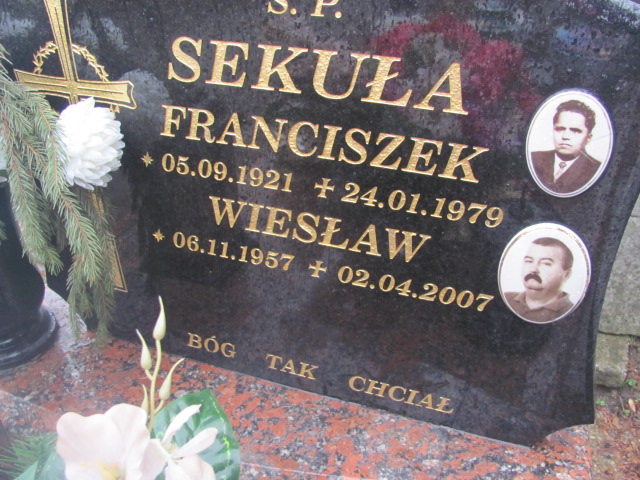 Ś. P.
SEKUŁA
FRANCISZEK
05.09.1921 24.01.1979
WIESŁAW
06.11.1957 02.04.2007
BÓG TAK CHCIAŁ